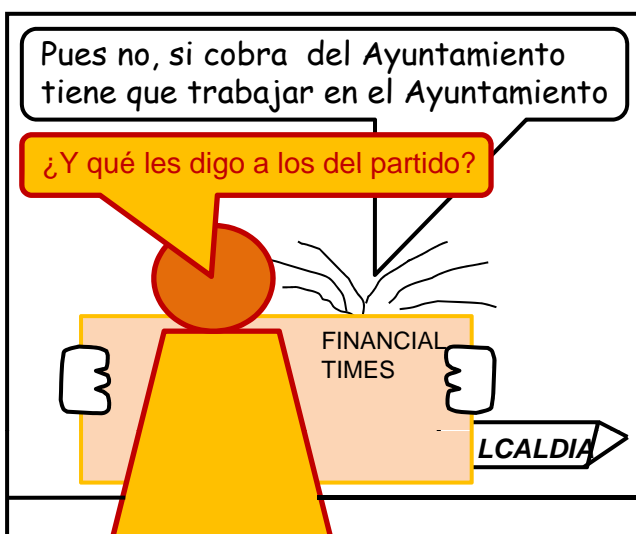 Pues no, si cobra del Ayuntamiento
tiene que trabajar en el Ayuntamiento
¿Y qué les digo a los del partido?
FINANCIAL
TIMES
LCALDIA